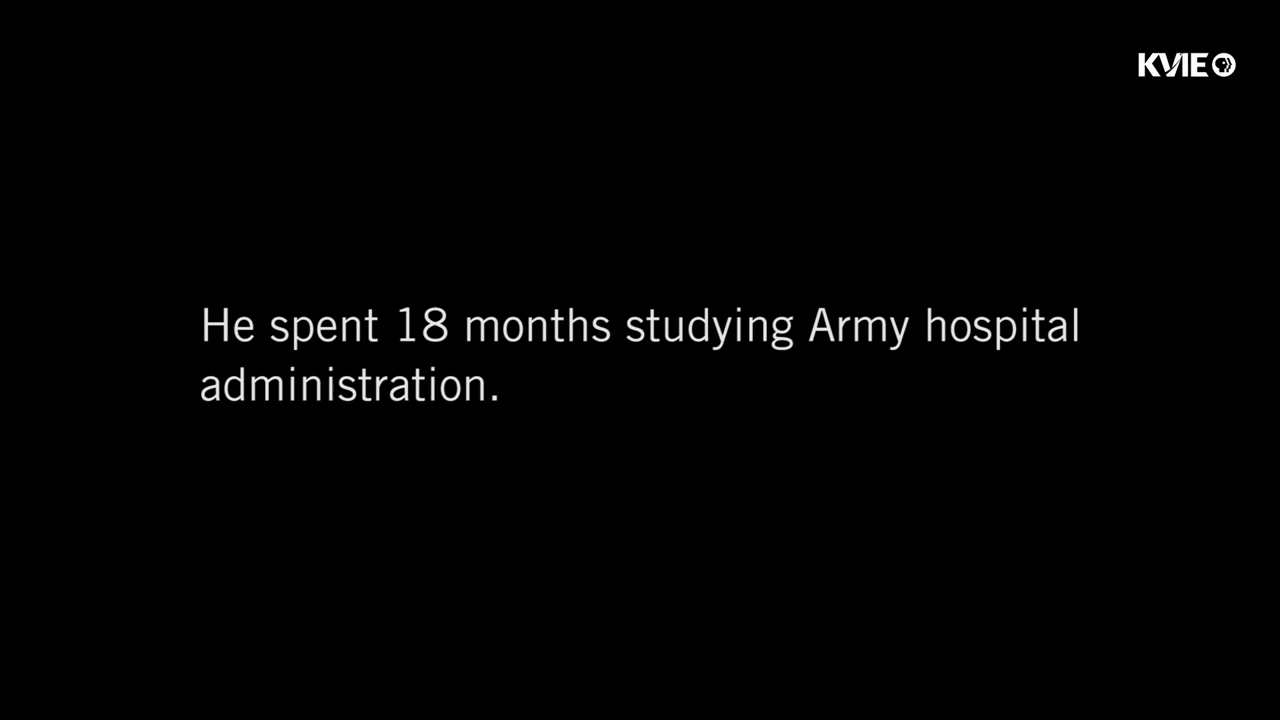 KVIE
He spent 18 months studying Army hospital
administration.